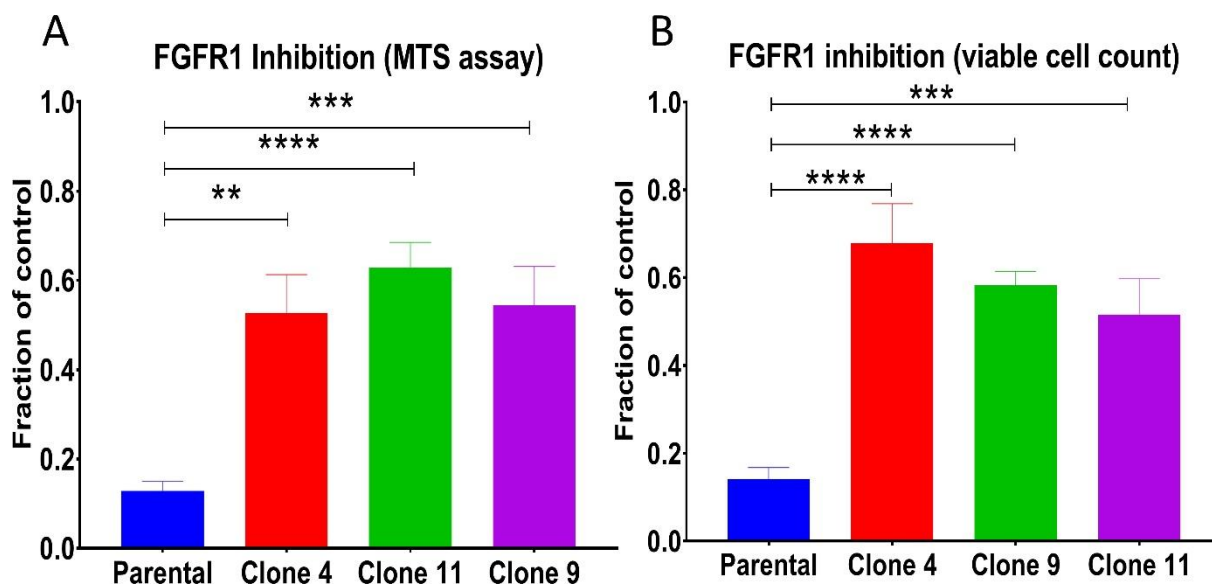 A
FGFR1 Inhibition (MTS assay)
Fraction of control
1.0
0.8
0.6
0.4
0.2
0.0
***
****
**
Parental Clone 4 Clone 11 Clone 9
B
FGFR1 inhibition (viable cell count)
Fraction of control
1.0
0.8
0.6
0.4
0.2
0.0
***
****
****
Parental Clone 4 Clone 9 Clone 11